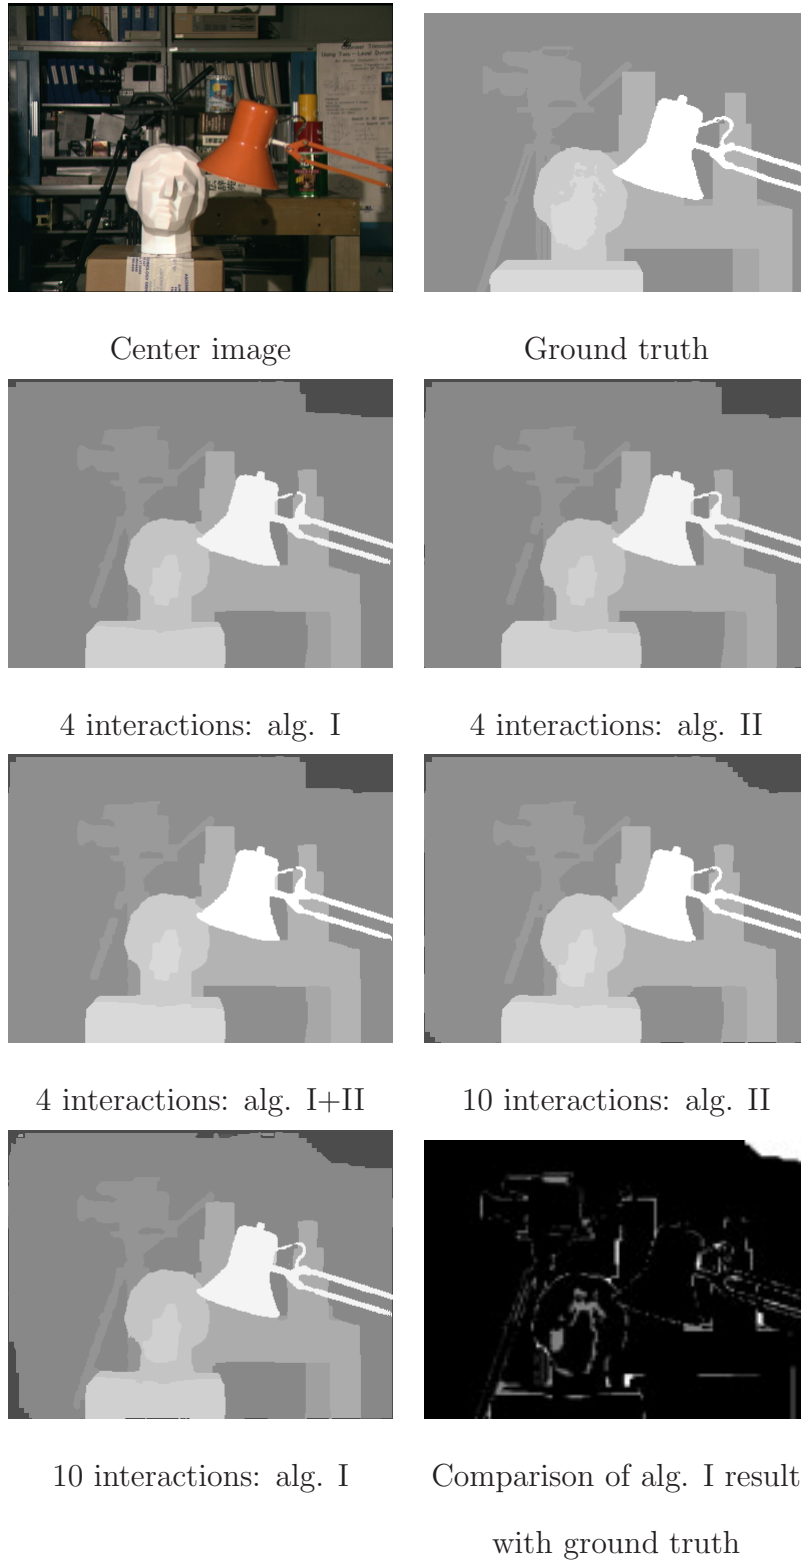 Center image
Ground truth
4 interactions: alg. I
4 interactions: alg. II
4 interactions: alg. I+II
10 interactions: alg. II
10 interactions: alg. I
Comparison of alg. I result
with ground truth